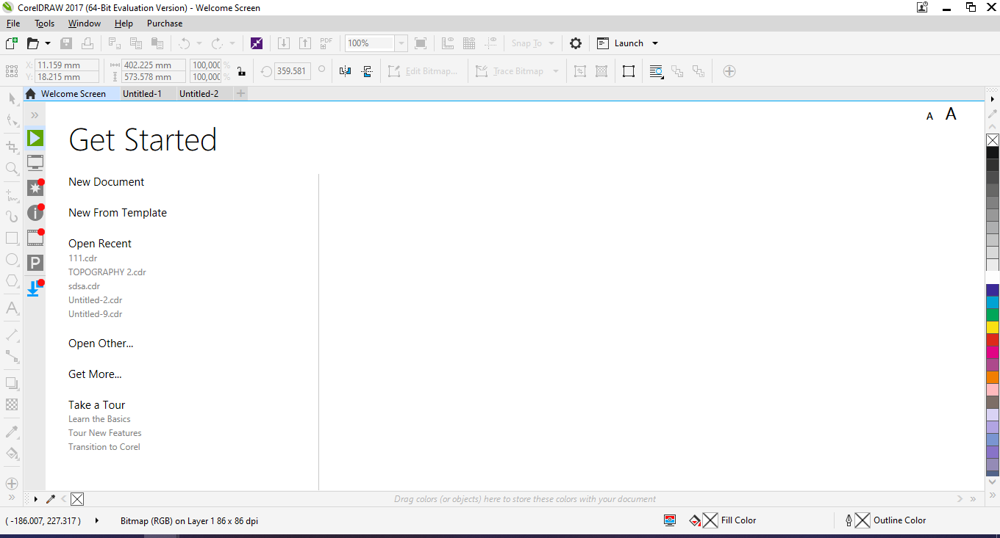 CorelDRAW 2017 (64-Bit Evaluation Version) - Welcome Screen
File Tools Window Help Purchase
PDF 100% Snap To Launch
X: 11.159 mm 402.225 mm 100,000 % 359.581 ° Edit Bitmap... Trace Bitmap
Y: 18.215 mm 573.578 mm 100,000 %
Welcome Screen Untitled-1 Untitled-2
A A
Get Started
New Document
New From Template
Open Recent
111.cdr
TOPOGRAPHY 2.cdr
sdsa.cdr
Untitled-2.cdr
Untitled-9.cdr
Open Other...
Get More...
Take a Tour
Learn the Basics
Tour New Features
Transition to Corel
Drag colors (or objects) here to store these colors with your document
( -186.007, 227.317 ) Bitmap (RGB) on Layer 1 86 x 86 dpi Fill Color Outline Color